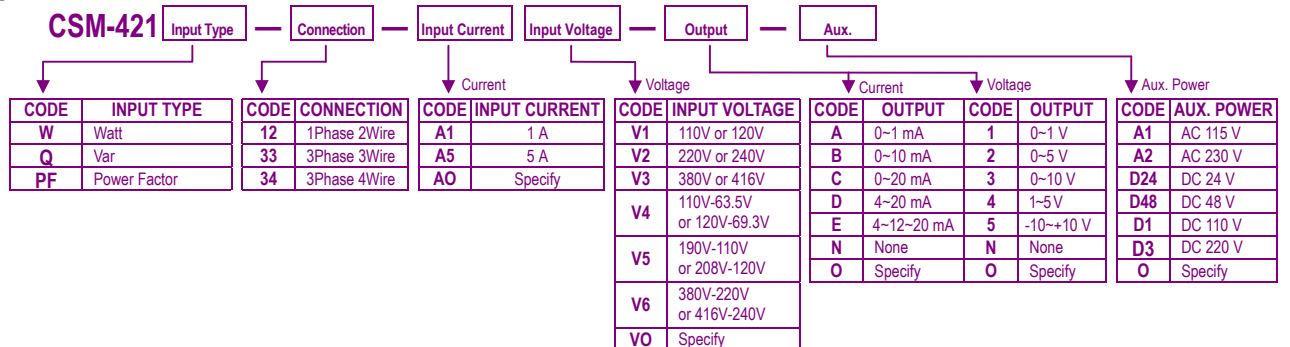 CSM-421 Input Type — Connection — Input Current Input Voltage — Output — Aux.
Current Voltage Current Voltage Aux. Power
CODE INPUT TYPE
W Watt
Q Var
PF Power Factor
CODE CONNECTION
12 1Phase 2Wire
33 3Phase 3Wire
34 3Phase 4Wire
CODE INPUT CURRENT
A1 1 A
A5 5 A
AO Specify
CODE INPUT VOLTAGE
V1 110V or 120V
V2 220V or 240V
V3 380V or 416V
V4 110V-63.5V
or 120V-69.3V
V5 190V-110V
or 208V-120V
V6 380V-220V
or 416V-240V
VO Specify
CODE OUTPUT CODE OUTPUT
A 0~1 mA 1 0~1 V
B 0~10 mA 2 0~5 V
C 0~20 mA 3 0~10 V
D 4~20 mA 4 1~5 V
E 4~12~20 mA 5 -10~+10 V
N None N None
O Specify O Specify
CODE AUX. POWER
A1 AC 115 V
A2 AC 230 V
D24 DC 24 V
D48 DC 48 V
D1 DC 110 V
D3 DC 220 V
O Specify